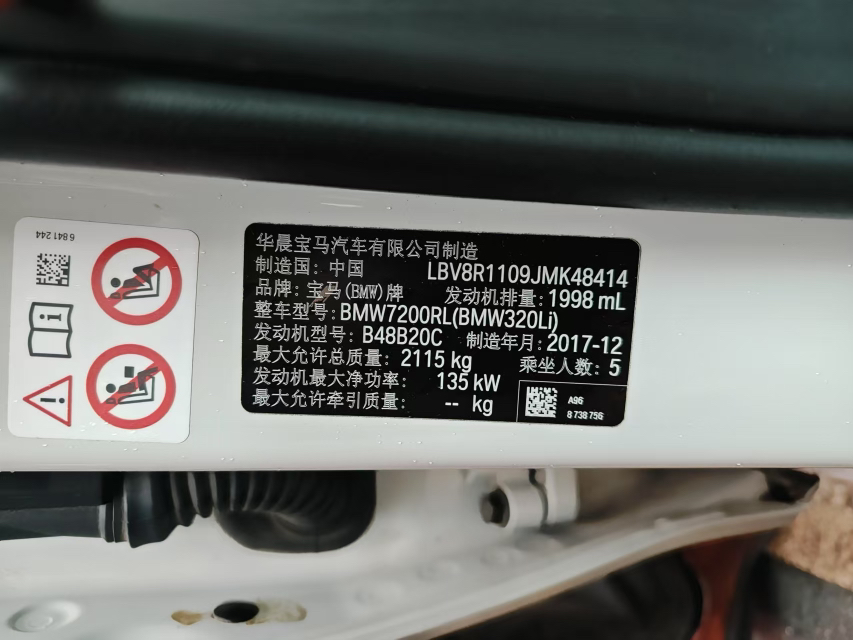 6 841 244
华晨宝马汽车有限公司制造
制造国：中国 LBV8R1109JMK48414
品牌：宝马(BMW)牌 发动机排量：1998 mL
整车型号：BMW7200RL(BMW320Li)
发动机型号：B48B20C 制造年月：2017-12
最大允许总质量：2115 kg 乘坐人数：5
发动机最大净功率：135 kW
最大允许牵引质量：-- kg
A96
8 738 756